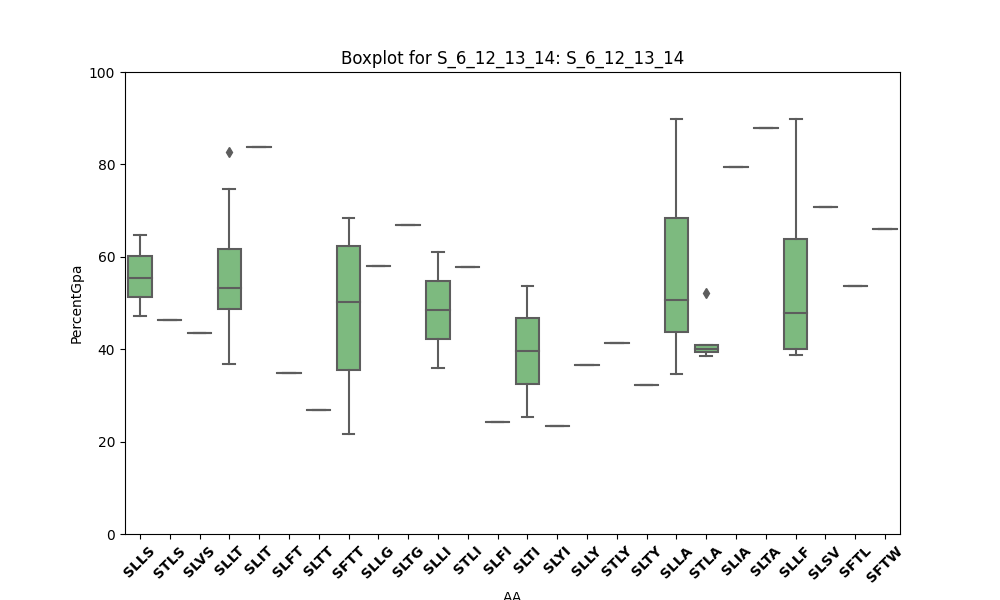 Boxplot for S_6_12_13_14: S_6_12_13_14
PercentGpa
100
80
60
40
20
0
SLLS
STLS
SLVS
SLLT
SLIT
SLFT
SLTT
SFTT
SLLG
SLTG
SLLI
STLI
SLFI
SLTI
SLYI
SLLY
STLY
SLTY
SLLA
STLA
SLIA
SLTA
SLLF
SLSV
SFTL
SFTW
AA